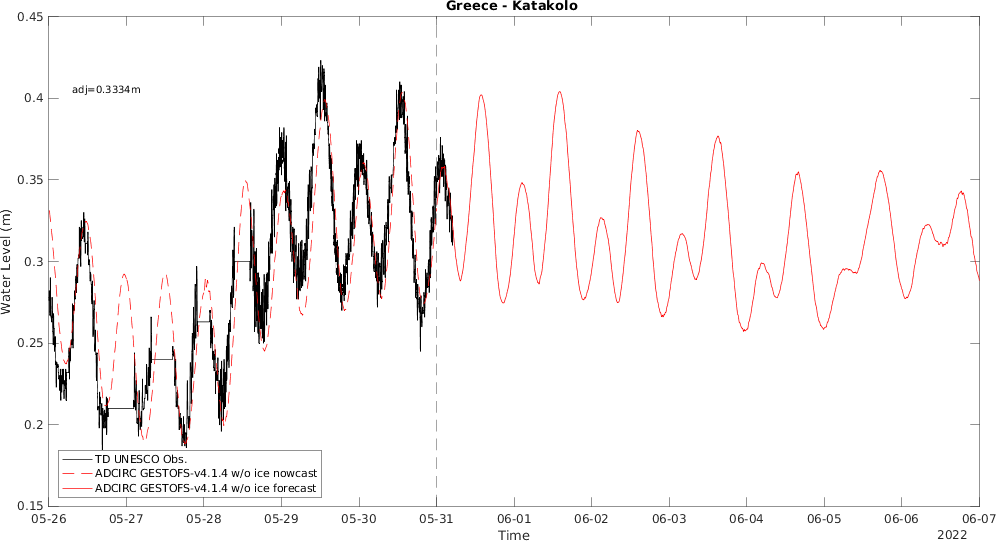 Greece - Katakolo
0.45
adj=0.3334m
0.4
0.35
0.3
0.25
0.2
0.15
Water Level (m)
TD UNESCO Obs.
ADCIRC GESTOFS-v4.1.4 w/o ice nowcast
ADCIRC GESTOFS-v4.1.4 w/o ice forecast
05-26 05-27 05-28 05-29 05-30 05-31 06-01 06-02 06-03 06-04 06-05 06-06 06-07
Time
2022